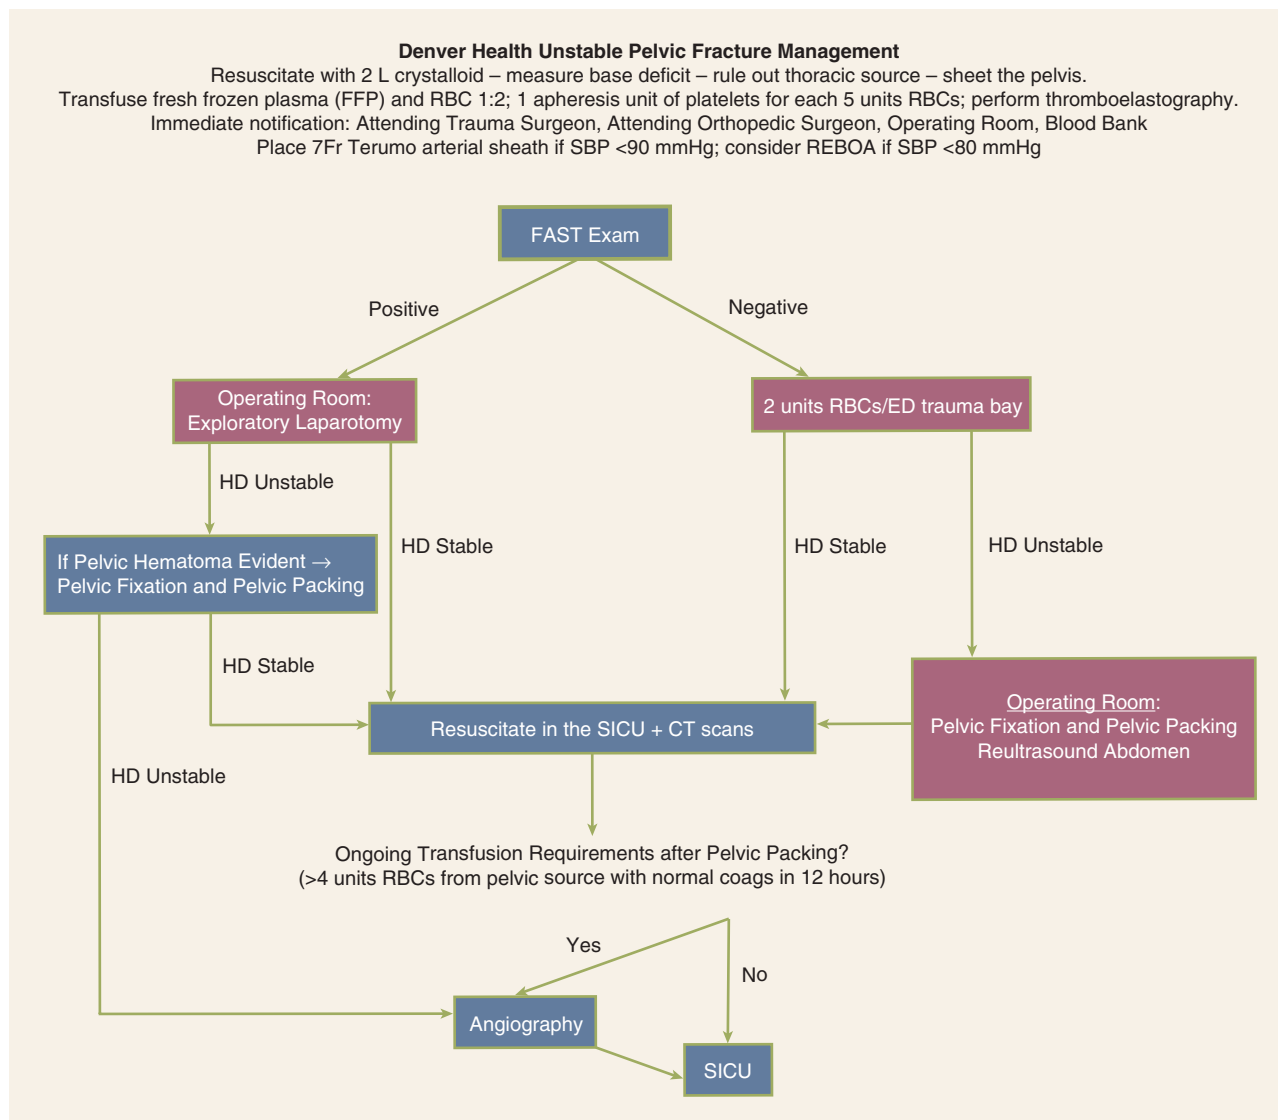 Denver Health Unstable Pelvic Fracture Management
Resuscitate with 2 L crystalloid – measure base deficit – rule out thoracic source – sheet the pelvis.
Transfuse fresh frozen plasma (FFP) and RBC 1:2; 1 apheresis unit of platelets for each 5 units RBCs; perform thromboelastography.
Immediate notification: Attending Trauma Surgeon, Attending Orthopedic Surgeon, Operating Room, Blood Bank
Place 7Fr Terumo arterial sheath if SBP <90 mmHg; consider REBOA if SBP <80 mmHg
FAST Exam
Positive
Negative
Operating Room:
Exploratory Laparotomy
2 units RBCs/ED trauma bay
HD Unstable
HD Stable
HD Stable
HD Unstable
If Pelvic Hematoma Evident →
Pelvic Fixation and Pelvic Packing
HD Stable
Operating Room:
Pelvic Fixation and Pelvic Packing
Reultrasound Abdomen
Resuscitate in the SICU + CT scans
HD Unstable
Ongoing Transfusion Requirements after Pelvic Packing?
(>4 units RBCs from pelvic source with normal coags in 12 hours)
Yes
No
Angiography
SICU